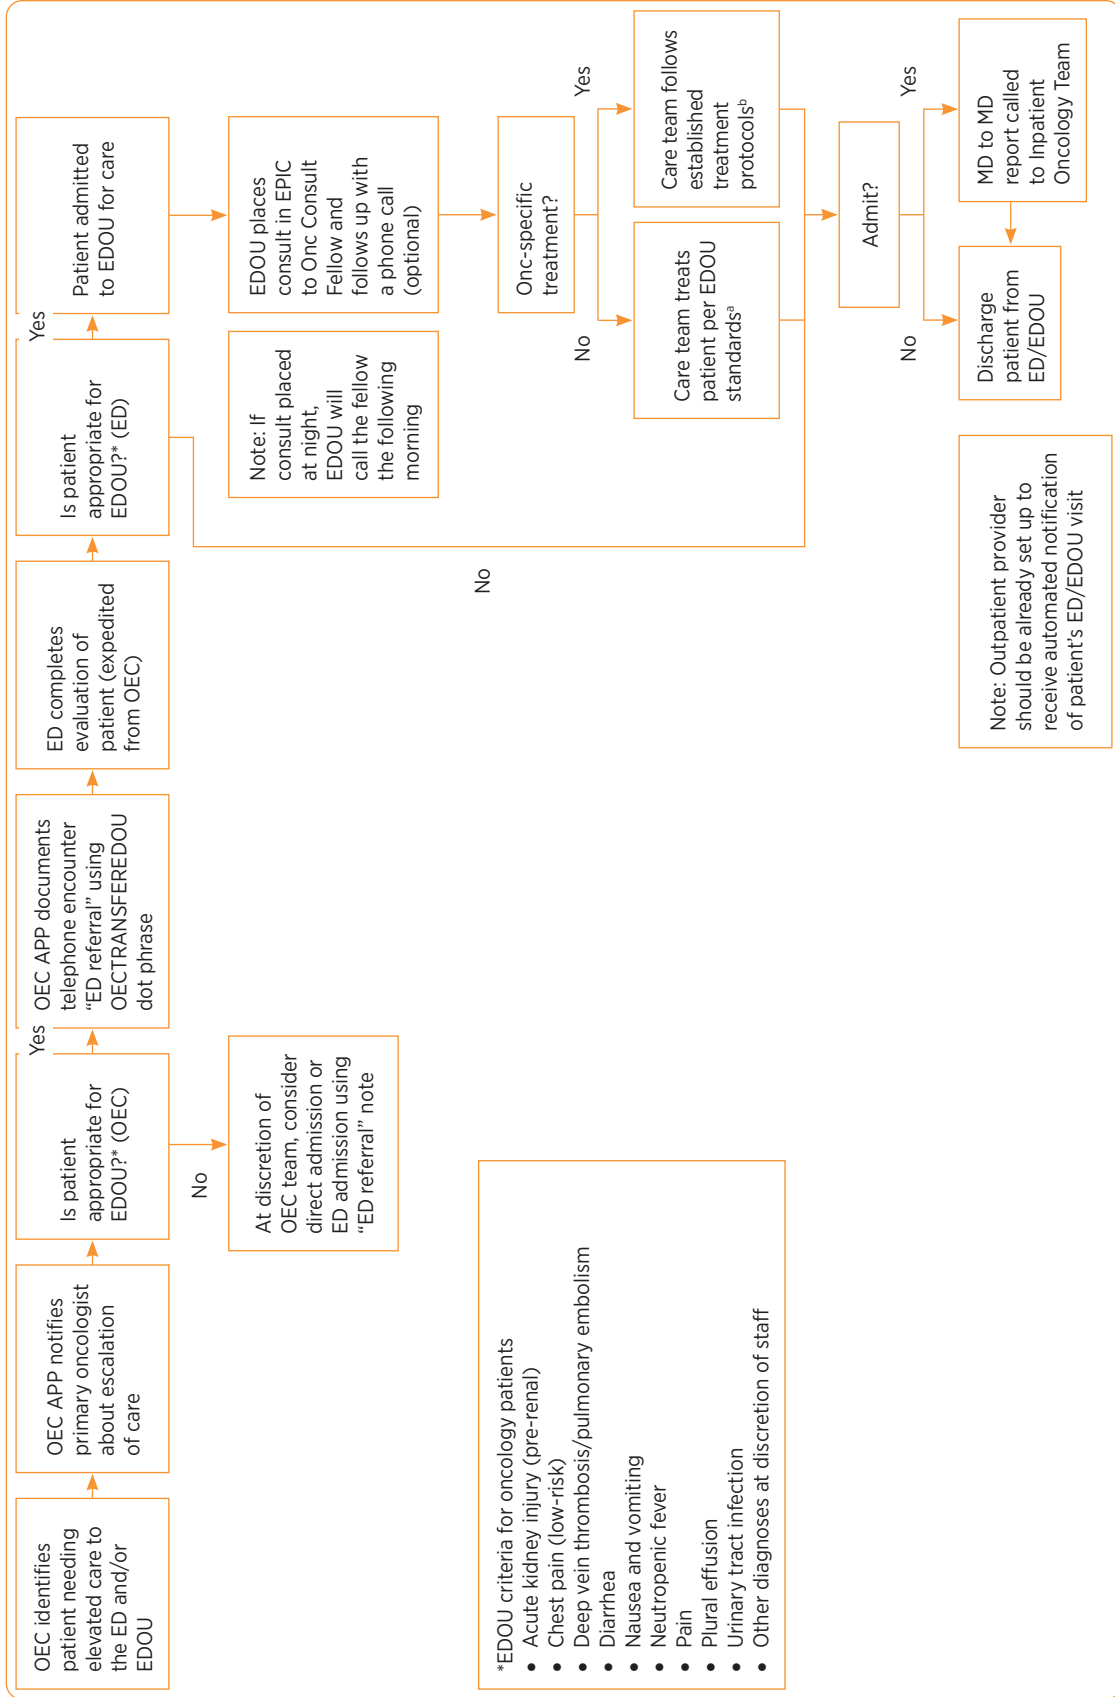 OEC identifies
patient needing
elevated care to
the ED and/or
EDOU
OEC APP notifies
primary oncologist
about escalation
of care
Is patient
appropriate for
EDOU?* (OEC)
Yes
No
At discretion of
OEC team, consider
direct admission or
ED admission using
“ED referral” note
OEC APP documents
telephone encounter
“ED referral” using
OECTRANSFEREDOU
dot phrase
ED completes
evaluation of
patient (expedited
from OEC)
Is patient
appropriate for
EDOU?* (ED)
Yes
No
Patient admitted
to EDOU for care
EDOU places
consult in EPIC
to Onc Consult
Fellow and
follows up with
a phone call
(optional)
Note: If
consult placed
at night,
EDOU will
call the fellow
the following
morning
Onc-specific
treatment?
No
Yes
Care team treats
patient per EDOU
standardsᵃ
Care team follows
established
treatment
protocolsᵇ
Admit?
No
Yes
Discharge
patient from
ED/EDOU
MD to MD
report called
to Inpatient
Oncology Team
Note: Outpatient provider
should be already set up to
receive automated notification
of patient’s ED/EDOU visit
*EDOU criteria for oncology patients
• Acute kidney injury (pre-renal)
• Chest pain (low-risk)
• Deep vein thrombosis/pulmonary embolism
• Diarrhea
• Nausea and vomiting
• Neutropenic fever
• Pain
• Plural effusion
• Urinary tract infection
• Other diagnoses at discretion of staff